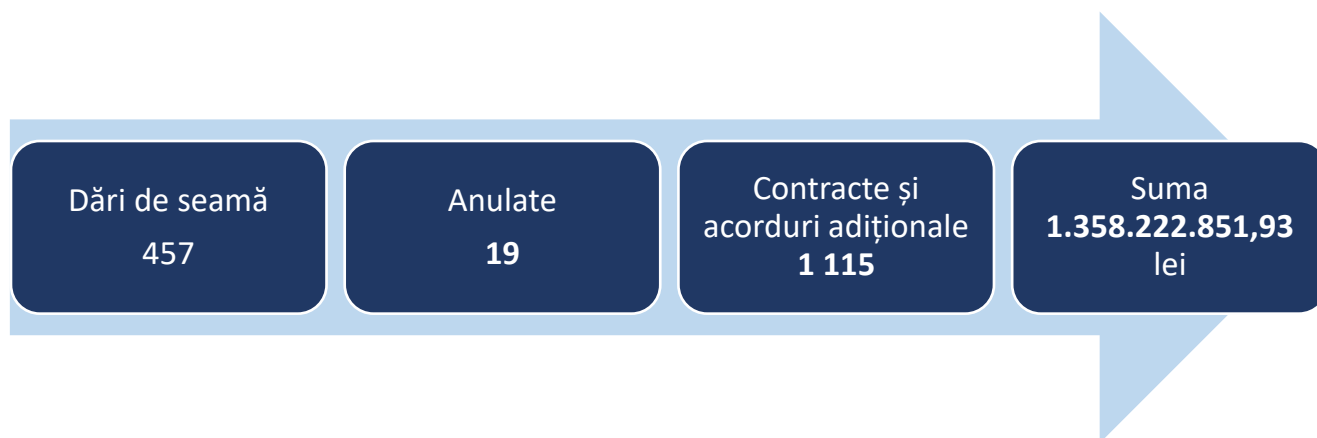 Dări de seamă
457
Anulate
19
Contracte și
acorduri adiționale
1 115
Suma
1.358.222.851,93
lei